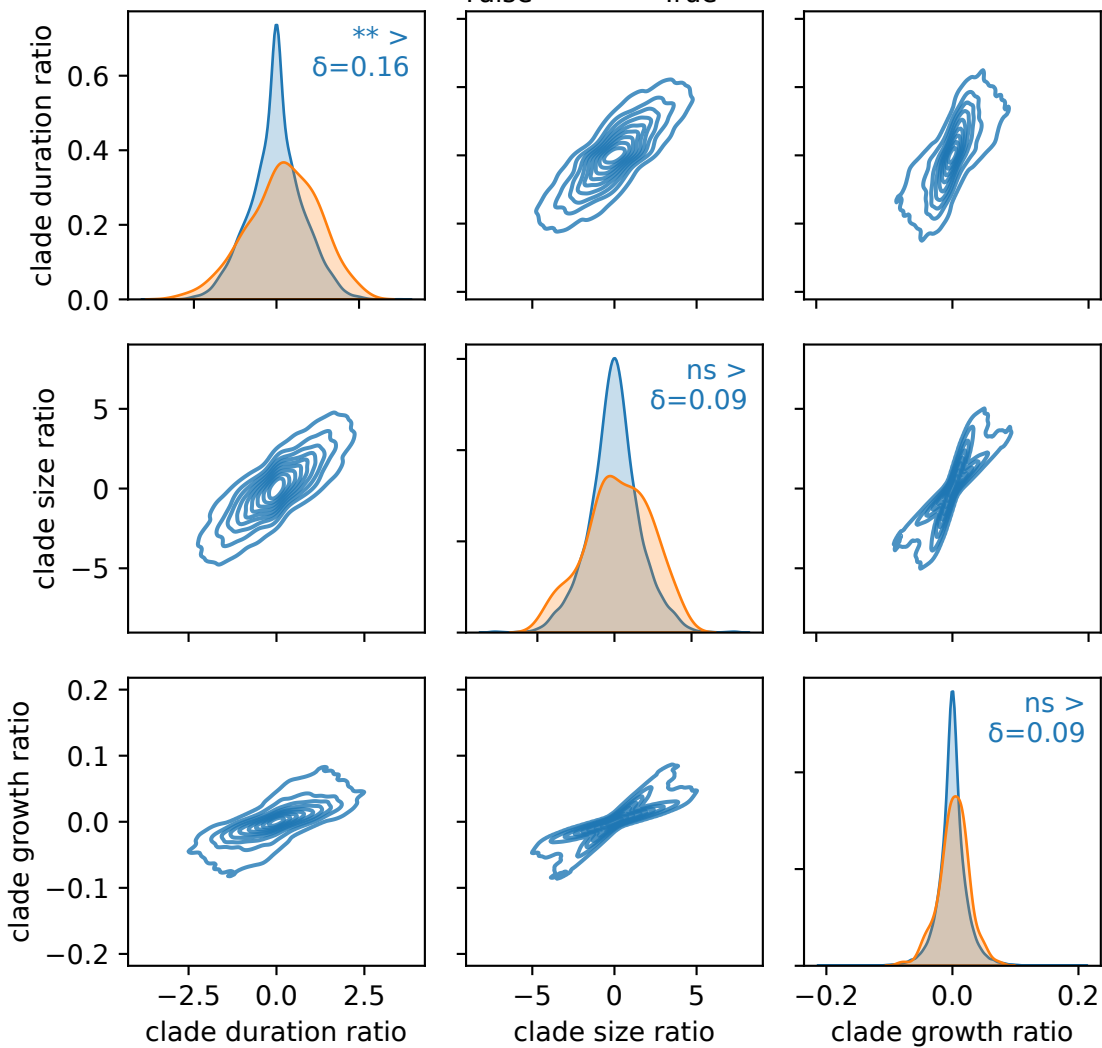 False True
clade duration ratio
0.6
0.4
0.2
0.0
** >
δ=0.16
clade size ratio
5
0
−5
ns >
δ=0.09
clade growth ratio
0.2
0.1
0.0
−0.1
−0.2
ns >
δ=0.09
−2.5 0.0 2.5
−5 0 5
−0.2 0.0 0.2
clade duration ratio
clade size ratio
clade growth ratio